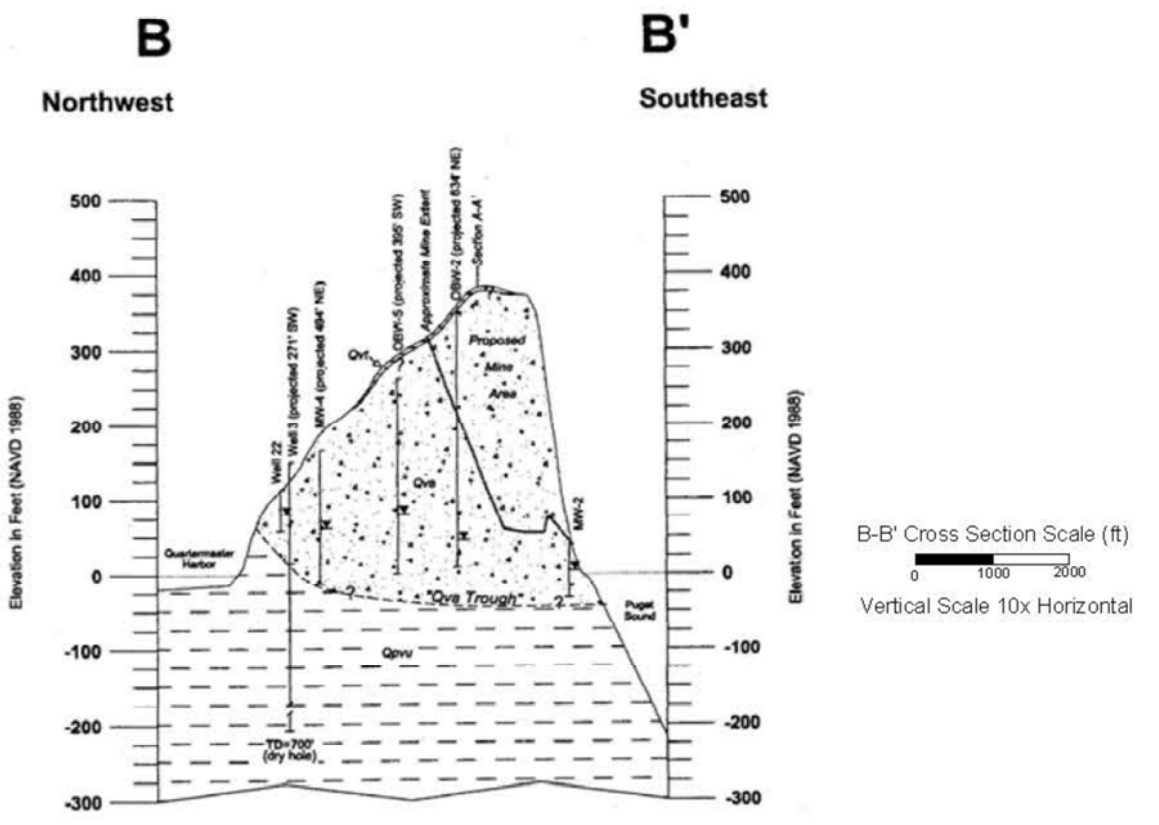 B
B'
Northwest
Southeast
Well 22
Well 3 (projected 271' SW)
MW-4 (projected 494' NE)
OBW-5 (projected 395' SW)
Approximate Mine Extent
OBW-2 (projected 634' NE)
Section A-A'
MW-2
500
400
300
200
100
0
-100
-200
-300
500
400
300
200
100
0
-100
-200
-300
Elevation in Feet (NAVD 1988)
Elevation in Feet (NAVD 1988)
Qvt
Proposed
Mine
Area
Qva
Quartermaster
Harbor
?
"Qva Trough"
?
Puget
Sound
Qpvu
TD=700'
(dry hole)
B-B' Cross Section Scale (ft)
0 1000 2000
Vertical Scale 10x Horizontal